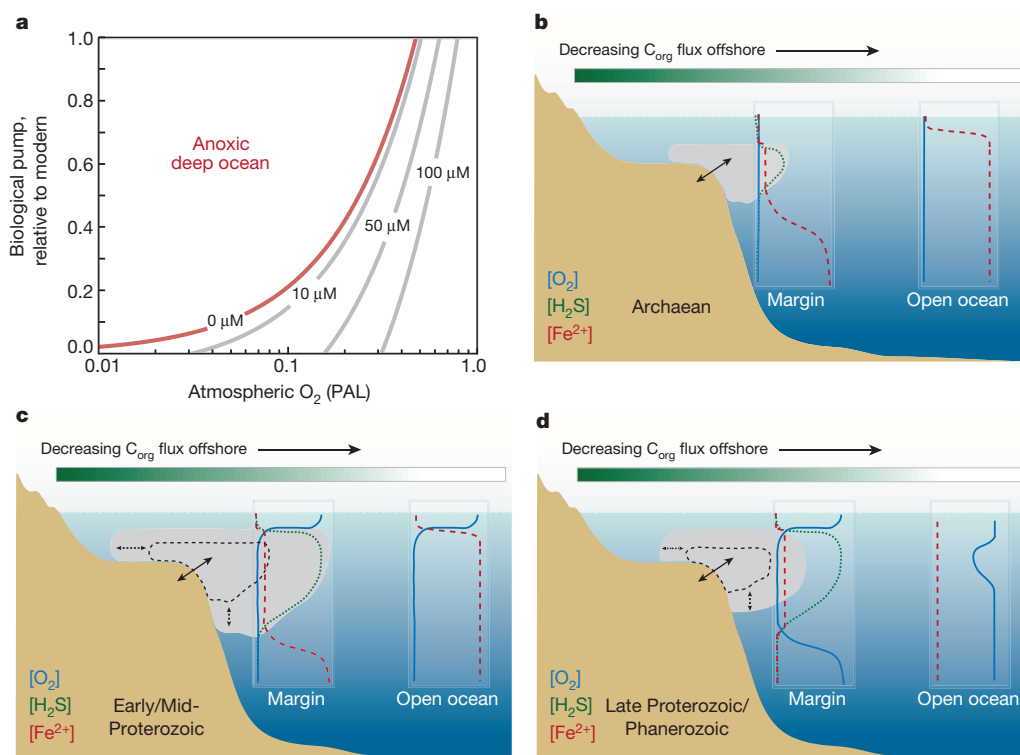 a
1.0
0.8
0.6
0.4
0.2
0.0
Biological pump,
relative to modern
Anoxic
deep ocean
100 μM
50 μM
10 μM
0 μM
0.01
0.1
1.0
Atmospheric O₂ (PAL)
b
Decreasing Corg flux offshore
[O₂]
[H₂S]
[Fe²⁺]
Archaean
Margin
Open ocean
c
Decreasing Corg flux offshore
[O₂]
[H₂S]
[Fe²⁺]
Early/Mid-
Proterozoic
Margin
Open ocean
d
Decreasing Corg flux offshore
[O₂]
[H₂S]
[Fe²⁺]
Late Proterozoic/
Phanerozoic
Margin
Open ocean